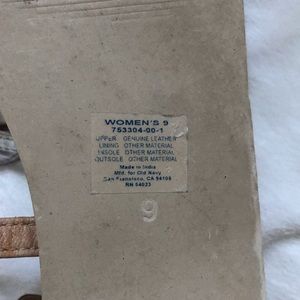 WOMEN'S 9
753304-00-1
UPPER GENUINE LEATHER
LINING OTHER MATERIAL
INSOLE OTHER MATERIAL
OUTSOLE OTHER MATERIAL
Made in India
Mfd. for Old Navy
San Francisco, CA 94105
RN 54023
9